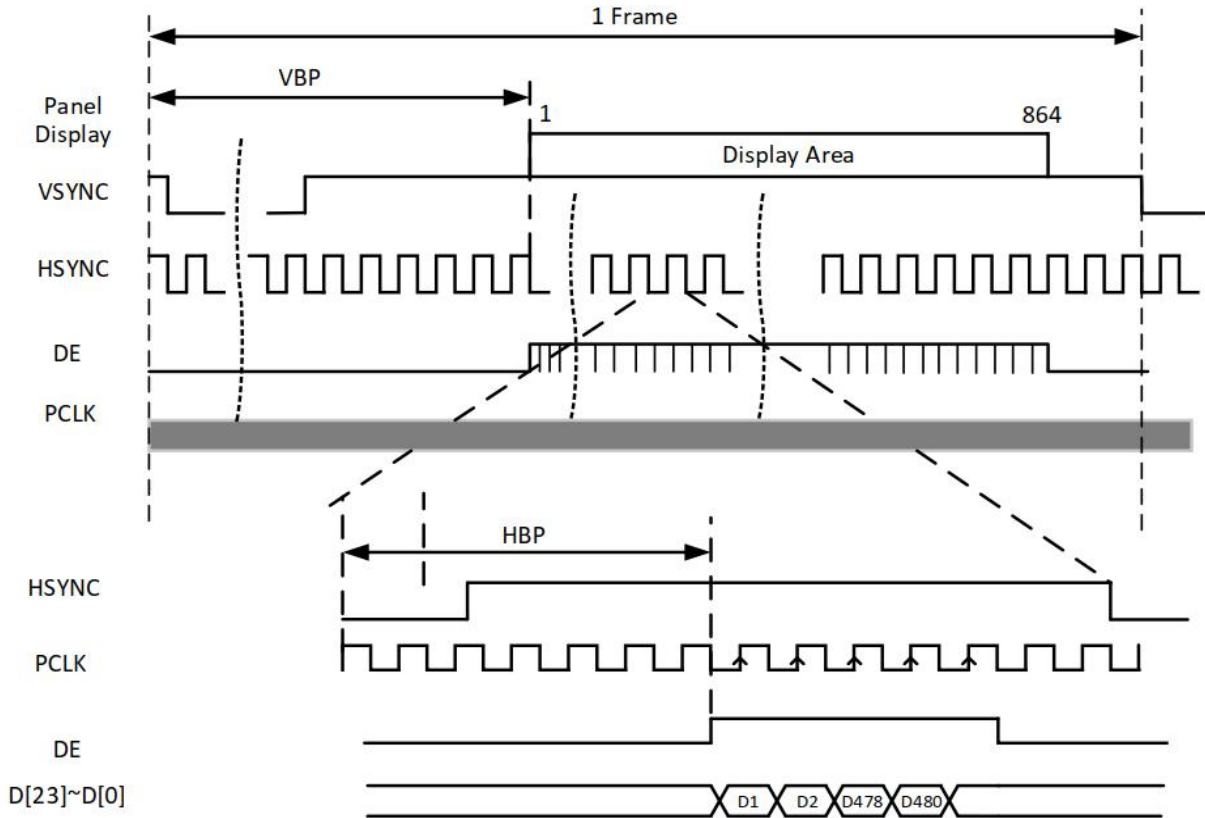 1 Frame
VBP
Panel
Display
1
864
Display Area
VSYNC
HSYNC
DE
PCLK
HBP
HSYNC
PCLK
DE
D[23]~D[0]
D1
D2
D478
D480